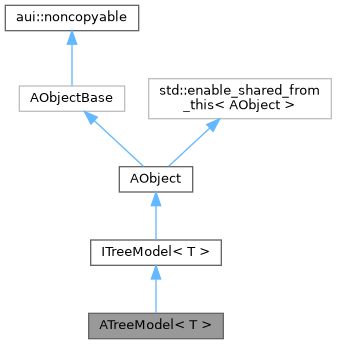 aui::noncopyable
AObjectBase
std::enable_shared_from
_this< AObject >
AObject
ITreeModel< T >
ATreeModel< T >